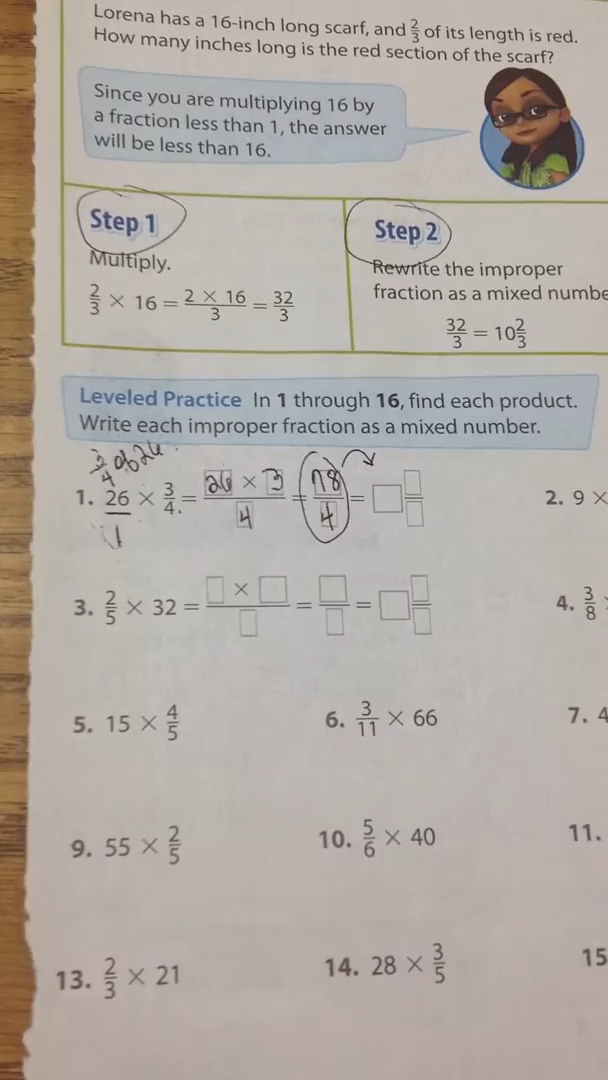 Lorena has a 16-inch long scarf, and 2/3 of its length is red.
How many inches long is the red section of the scarf?
Since you are multiplying 16 by
a fraction less than 1, the answer
will be less than 16.
Step 1
Multiply.
2/3 × 16 = 2 × 16/3 = 32/3
Step 2
Rewrite the improper
fraction as a mixed numbe
32/3 = 10 2/3
Leveled Practice In 1 through 16, find each product.
Write each improper fraction as a mixed number.
3/4 of 26
1. 26 × 3/4 = 26 × 3/4 = 78/4 = □ □/□
1
2. 9 ×
3. 2/5 × 32 = □ × □/□ = □/□ = □ □/□
4. 3/8
5. 15 × 4/5
6. 3/11 × 66
7. 4
9. 55 × 2/5
10. 5/6 × 40
11.
13. 2/3 × 21
14. 28 × 3/5
15